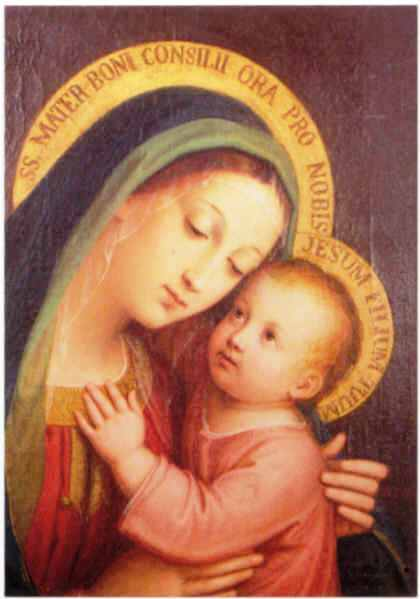 SS. MATER BONI CONSILII ORA PRO NOBIS
JESUM FILIUM TUUM